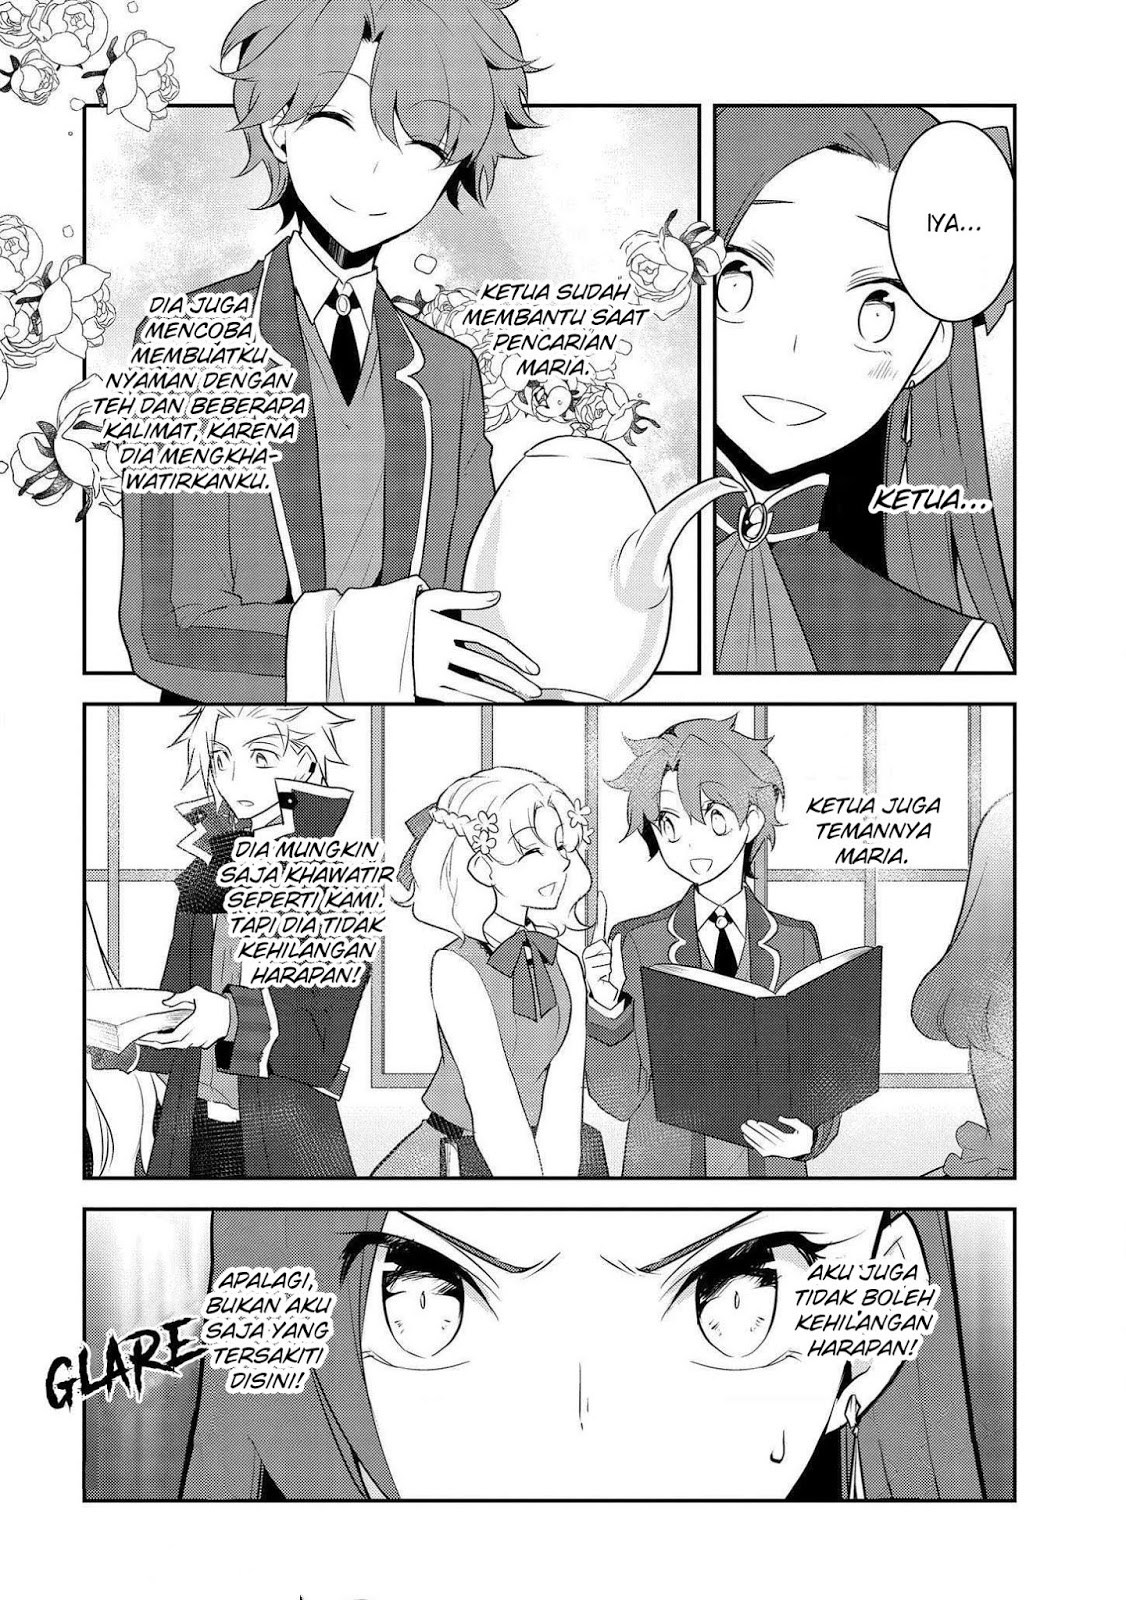 IYA...
KETUA...
KETUA SUDAH
MEMBANTU SAAT
PENCARIAN
MARIA.
DIA JUGA
MENCOBA
MEMBUATKU
NYAMAN DENGAN
TEH DAN BEBERAPA
KALIMAT, KARENA
DIA MENGKHA-
WATIRKANKU.
KETUA JUGA
TEMANNYA
MARIA.
DIA MUNGKIN
SAJA KHAWATIR
SEPERTI KAMI.
TAPI DIA TIDAK
KEHILANGAN
HARAPAN!
AKU JUGA
TIDAK BOLEH
KEHILANGAN
HARAPAN!
APALAGI,
BUKAN AKU
SAJA YANG
TERSAKITI
DISINI!
GLARE